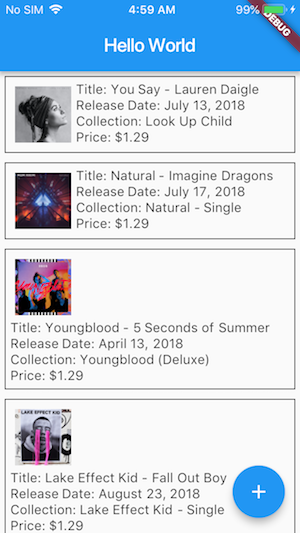 No SIM 4:59 AM 99%
DEBUG
Hello World
Title: You Say - Lauren Daigle
Release Date: July 13, 2018
Collection: Look Up Child
Price: $1.29
Title: Natural - Imagine Dragons
Release Date: July 17, 2018
Collection: Natural - Single
Price: $1.29
Title: Youngblood - 5 Seconds of Summer
Release Date: April 13, 2018
Collection: Youngblood (Deluxe)
Price: $1.29
LAKE EFFECT KID
Title: Lake Effect Kid - Fall Out Boy
Release Date: August 23, 2018
Collection: Lake Effect Kid - Single
Price: $1.29
+